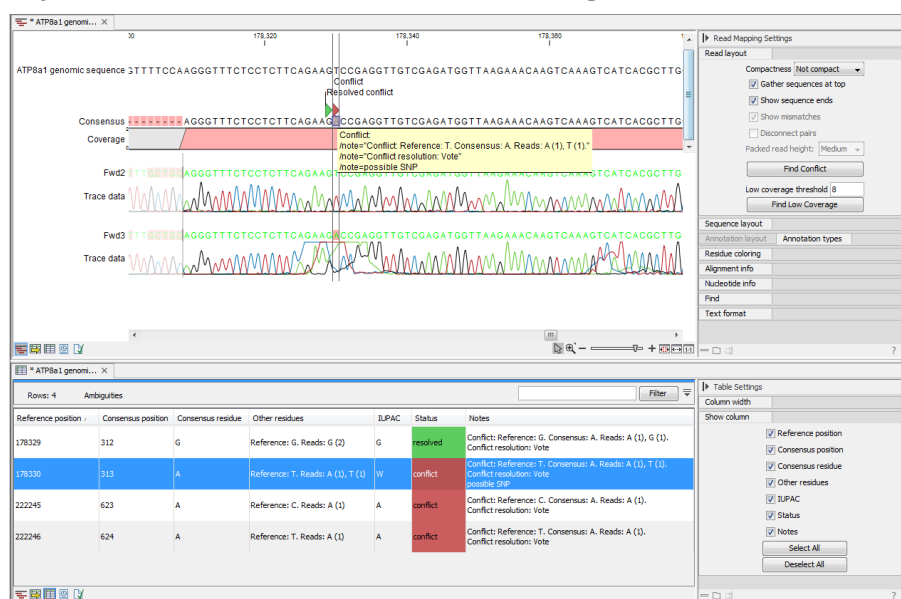 * ATP8a1 genomi... ×
178,320 178,340 178,360
ATP8a1 genomic sequence GTTTTCCAAGGGTTTCTCCTCTTCAGAAGTCCGAGGTTGTCGAGATGGTTAAGAAACAAGTCAAAGTCATCACGCTTG
Conflict
Resolved conflict
Consensus - - - - - - - - AGGGTTTCTCCTCTTCAGAAG CCGAGGTTGTCGAGATGGTTAAGAAACAAGTCAAAGTCATCACGCTTG
Coverage
Conflict:
/note="Conflict: Reference: T. Consensus: A. Reads: A (1), T (1)."
/note="Conflict resolution: Vote"
/note=possible SNP
Fwd2 AGGGTTTCTCCTCTTCAGAAGT GTCATCACGCTTG
Trace data
Fwd3 AGGGTTTCTCCTCTTCAGAAGACCGAGGTTGTCGAGATGGTTAAGAAACAAGTCAAAGTCATCACGCTTG
Trace data
Read Mapping Settings
Read layout
Compactness Not compact
Gather sequences at top
Show sequence ends
Show mismatches
Disconnect pairs
Packed read height: Medium
Find Conflict
Low coverage threshold 8
Find Low Coverage
Sequence layout
Annotation layout Annotation types
Residue coloring
Alignment info
Nucleotide info
Find
Text format
?
* ATP8a1 genomi... ×
Rows: 4 Ambiguities Filter
Reference position Consensus position Consensus residue Other residues IUPAC Status Notes
178329 312 G Reference: G. Reads: G (2) G resolved Conflict: Reference: G. Consensus: A. Reads: A (1), G (1).
Conflict resolution: Vote
178330 313 A Reference: T. Reads: A (1), T (1) W conflict Conflict: Reference: T. Consensus: A. Reads: A (1), T (1).
Conflict resolution: Vote
possible SNP
222245 623 A Reference: C. Reads: A (1) A conflict Conflict: Reference: C. Consensus: A. Reads: A (1).
Conflict resolution: Vote
222246 624 A Reference: T. Reads: A (1) A conflict Conflict: Reference: T. Consensus: A. Reads: A (1).
Conflict resolution: Vote
Table Settings
Column width
Show column
Reference position
Consensus position
Consensus residue
Other residues
IUPAC
Status
Notes
Select All
Deselect All
?